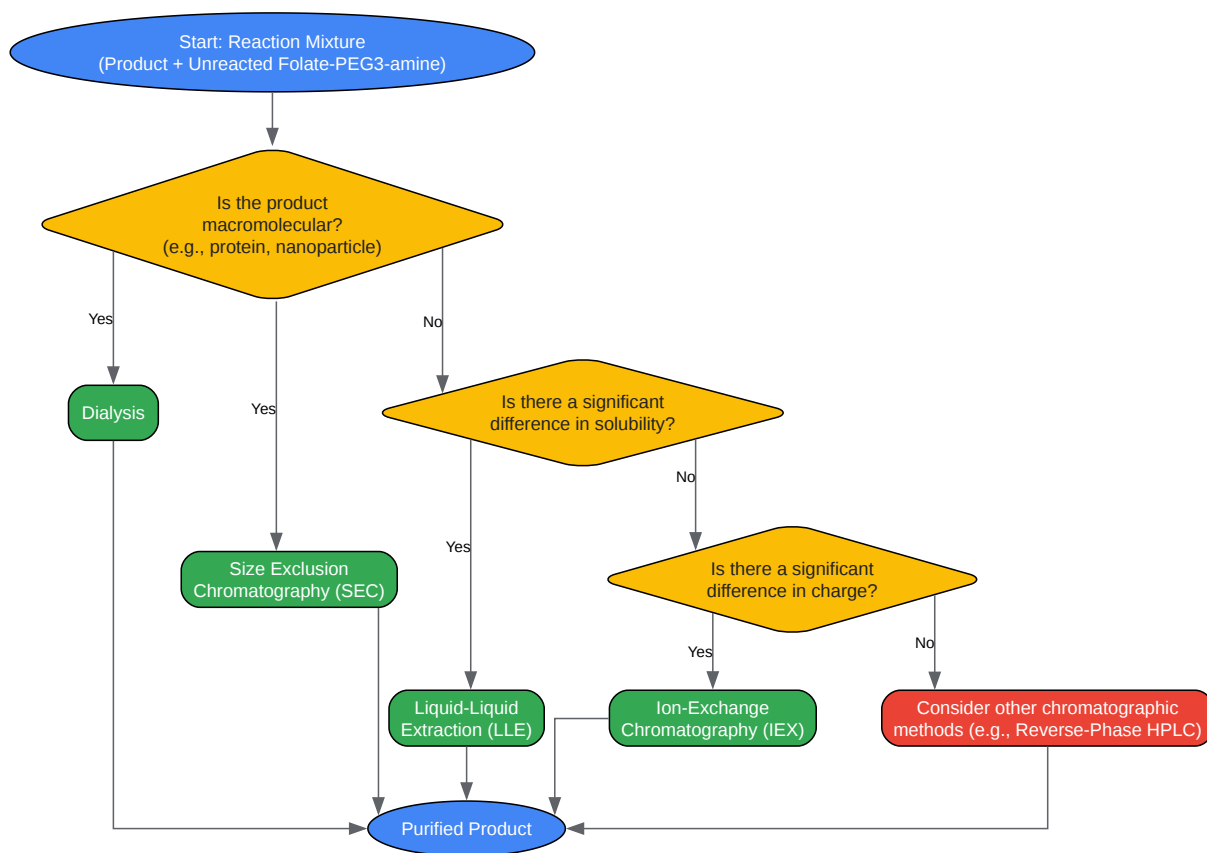 Start: Reaction Mixture
(Product + Unreacted Folate-PEG3-amine)
Is the product
macromolecular?
(e.g., protein, nanoparticle)
Yes
No
Dialysis
Yes
Is there a significant
difference in solubility?
No
Size Exclusion
Chromatography (SEC)
Yes
Is there a significant
difference in charge?
Yes
No
Liquid-Liquid
Extraction (LLE)
Ion-Exchange
Chromatography (IEX)
Consider other chromatographic
methods (e.g., Reverse-Phase HPLC)
Purified Product